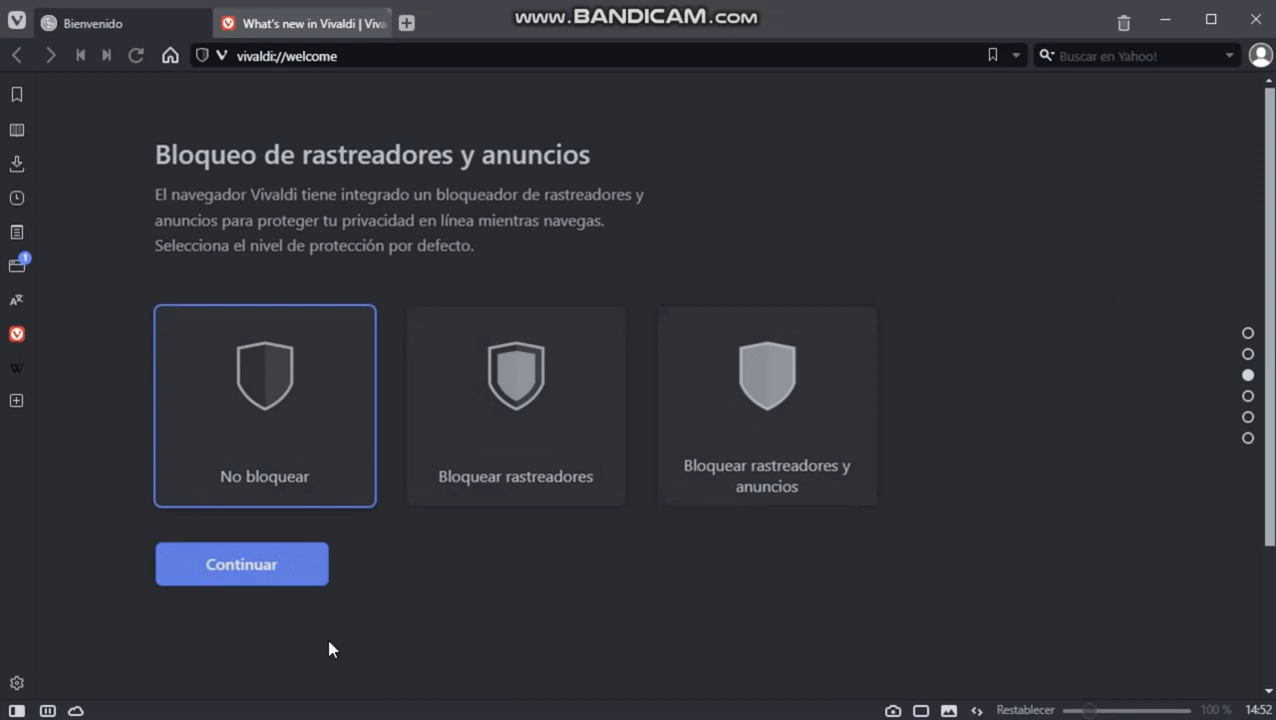 www.BANDICAM.com
Bienvenido
What's new in Vivaldi | Viva
vivaldi://welcome
Buscar en Yahoo!
Bloqueo de rastreadores y anuncios
El navegador Vivaldi tiene integrado un bloqueador de rastreadores y
anuncios para proteger tu privacidad en línea mientras navegas.
Selecciona el nivel de protección por defecto.
1
W
No bloquear
Bloquear rastreadores
Bloquear rastreadores y
anuncios
Continuar
Restablecer
100 %
14:52